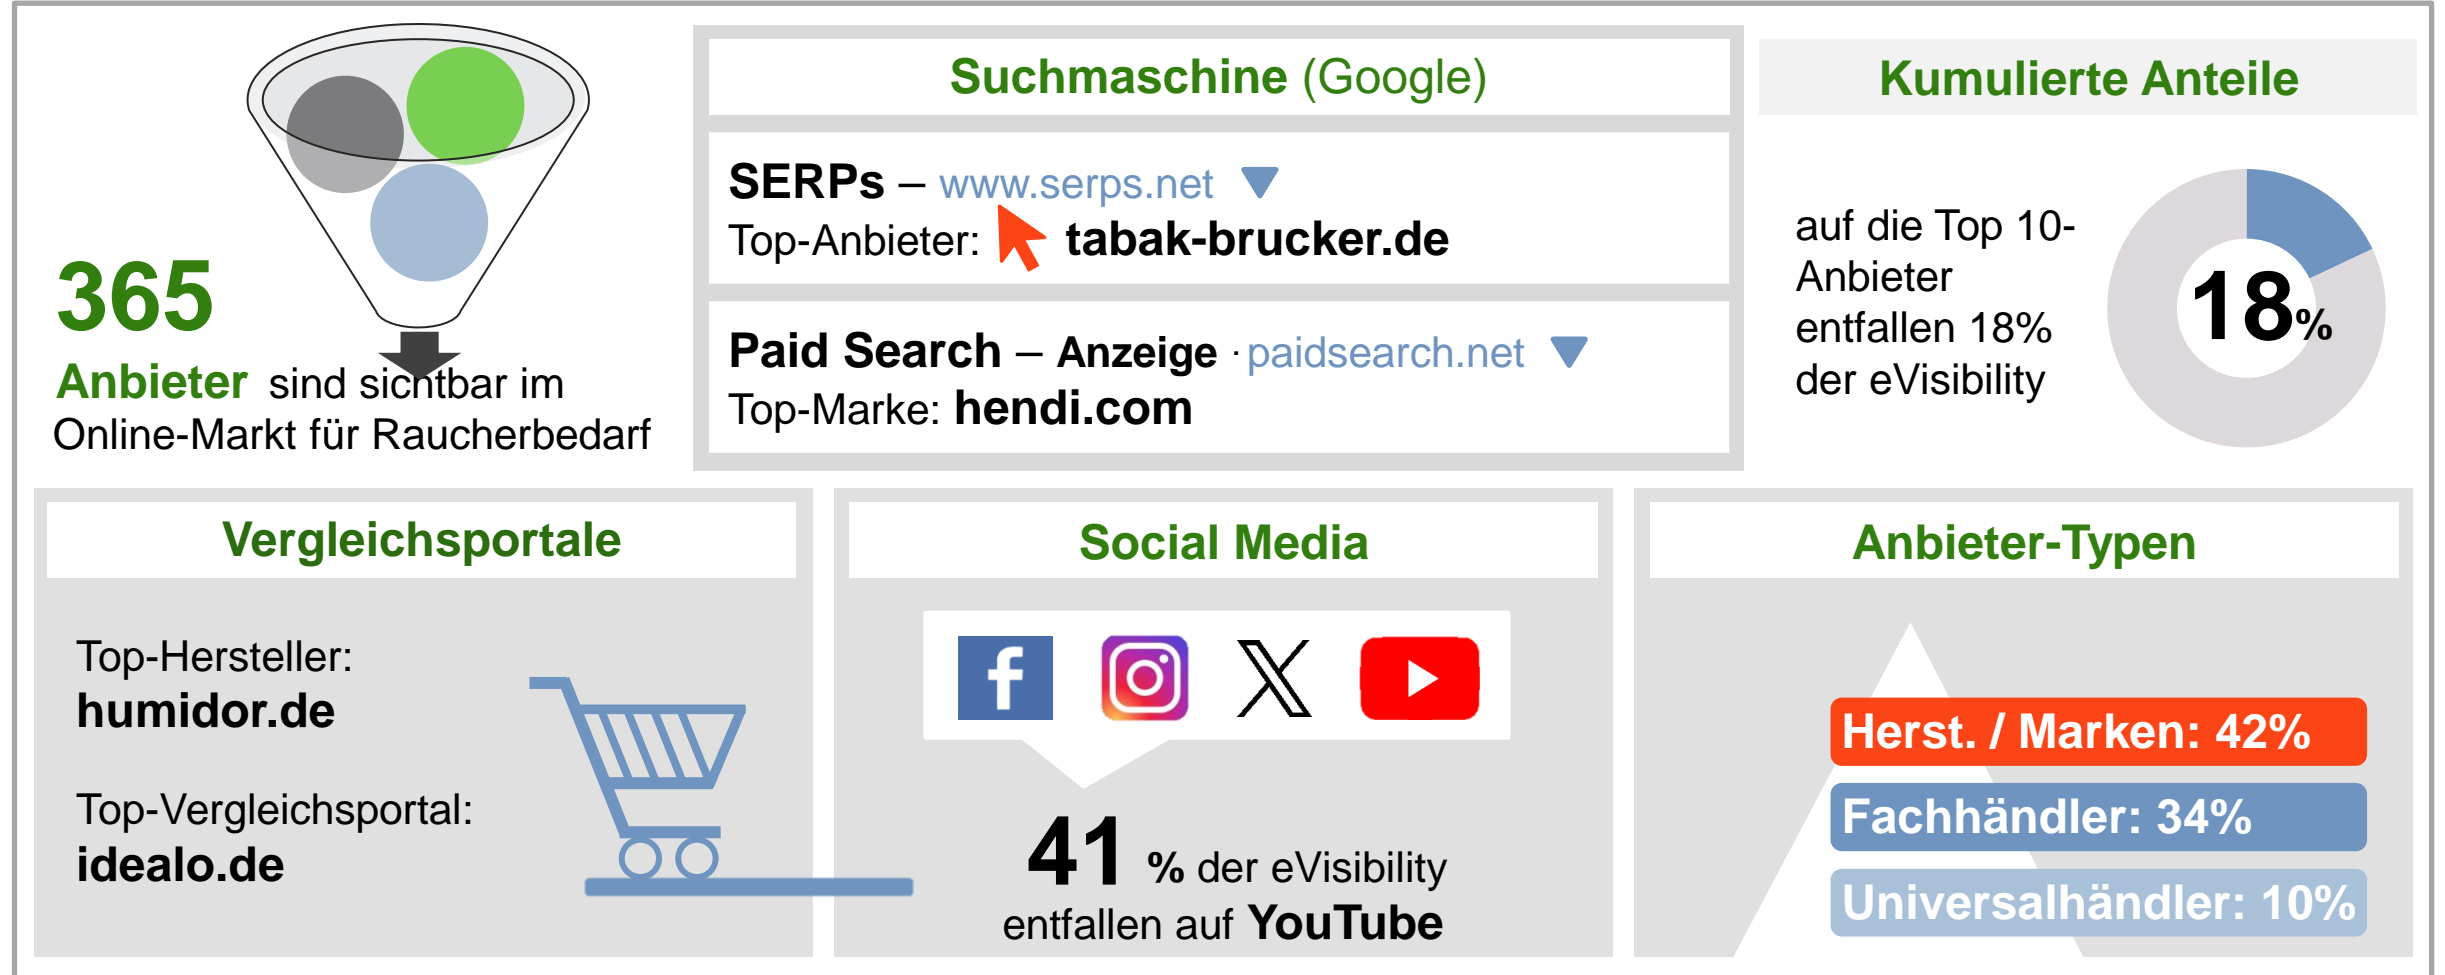 365
Anbieter sind sichtbar im
Online-Markt für Raucherbedarf
Suchmaschine (Google)
SERPs – www.serps.net
Top-Anbieter: tabak-brucker.de
Paid Search – Anzeige · paidsearch.net
Top-Marke: hendi.com
Kumulierte Anteile
auf die Top 10-
Anbieter
entfallen 18%
der eVisibility
18%
Vergleichsportale
Top-Hersteller:
humidor.de
Top-Vergleichsportal:
idealo.de
Social Media
41 % der eVisibility
entfallen auf YouTube
Anbieter-Typen
Herst. / Marken: 42%
Fachhändler: 34%
Universalhändler: 10%